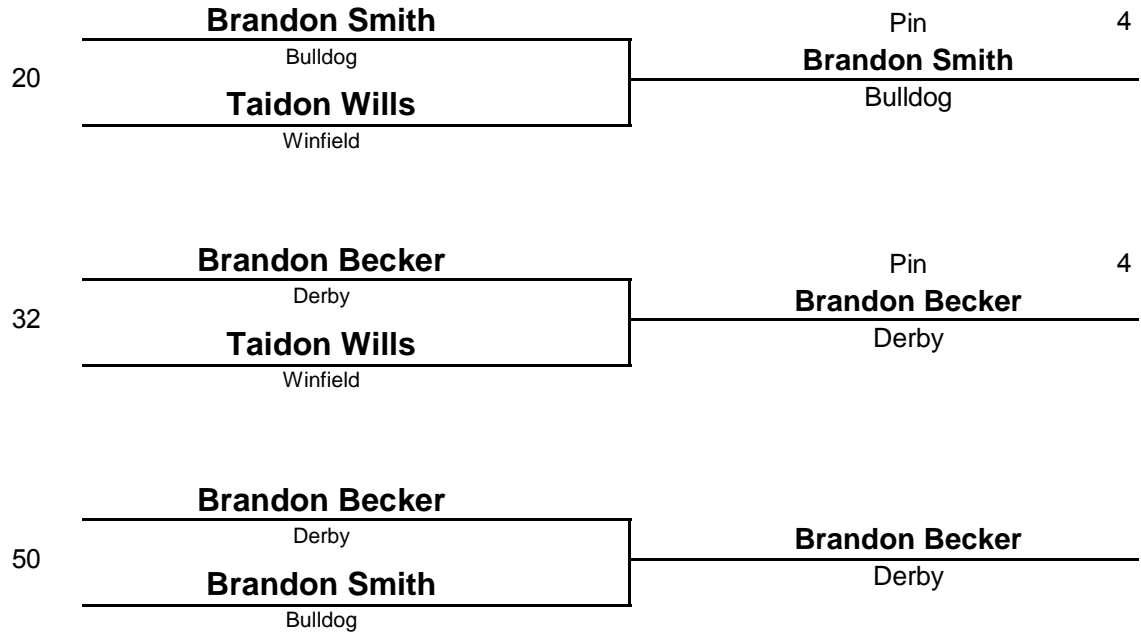 Brandon Smith
Pin 4
Bulldog
Brandon Smith
20
Bulldog
Taidon Wills
Winfield
Brandon Becker
Pin 4
Derby
Brandon Becker
32
Derby
Taidon Wills
Winfield
Brandon Becker
Derby
Brandon Becker
50
Derby
Brandon Smith
Bulldog